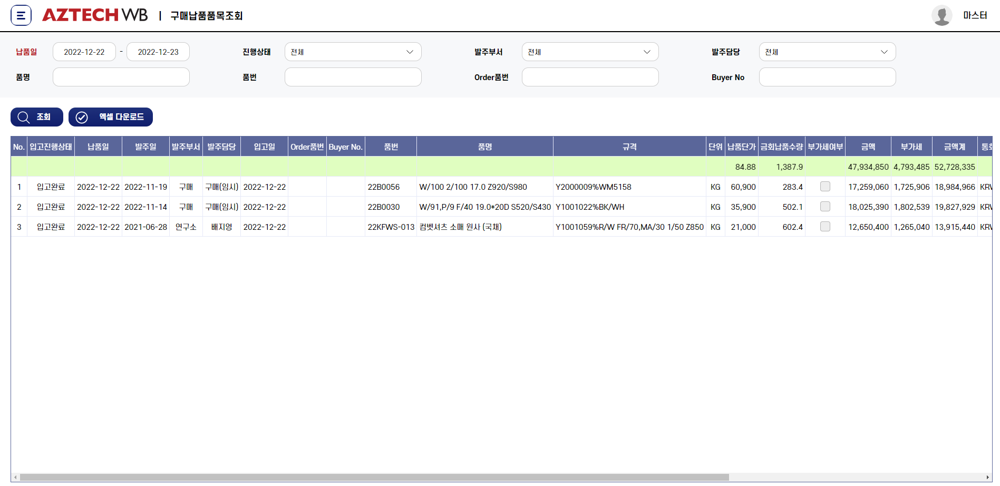 AZTECH WB | 구매납품품목조회 마스터
납품일 2022-12-22 - 2022-12-23 진행상태 전체 발주부서 전체 발주담당 전체
품명 품번 Order품번 Buyer No
조회 엑셀 다운로드
No. 입고진행상태 납품일 발주일 발주부서 발주담당 입고일 Order품번 Buyer No. 품번 품명 규격 단위 납품단가 금회납품수량 부가세여부 금액 부가세 금액계
84.88 1,387.9 47,934,850 4,793,485 52,728,335
1 입고완료 2022-12-22 2022-11-19 구매 구매(임시) 2022-12-22 22B0056 W/100 2/100 17.0 Z920/S980 Y2000009%WM5158 KG 60,900 283.4 17,259,060 1,725,906 18,984,966 KRW
2 입고완료 2022-12-22 2022-11-14 구매 구매(임시) 2022-12-22 22B0030 W/91,P/9 F/40 19.0*20D S520/S430 Y1001022%BK/WH KG 35,900 502.1 18,025,390 1,802,539 19,827,929 KRW
3 입고완료 2022-12-22 2021-06-28 연구소 배지영 2022-12-22 22KFWS-013 컴벳셔츠 소매 원사 (국채) Y1001059%R/W FR/70,MA/30 1/50 Z850 KG 21,000 602.4 12,650,400 1,265,040 13,915,440 KRW